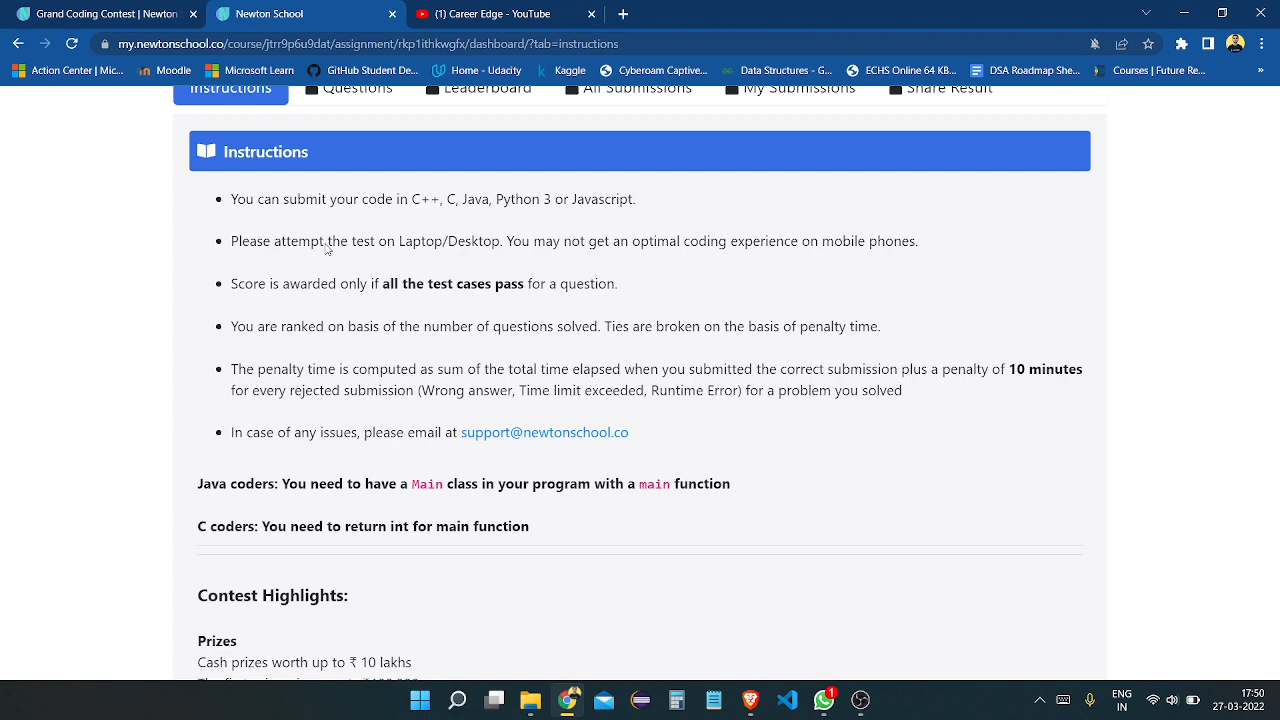 Grand Coding Contest | Newton
Newton School
(1) Career Edge - YouTube
my.newtonschool.co/course/jtrr9p6u9dat/assignment/rkp1ithkwgfx/dashboard/?tab=instructions
Action Center | Mic...
Moodle
Microsoft Learn
GitHub Student De...
Home - Udacity
Kaggle
Cyberoam Captive...
Data Structures - G...
ECHS Online 64 KB...
DSA Roadmap She...
Courses | Future Re...
»
Instructions
Questions
Leaderboard
All Submissions
My Submissions
Share Result
Instructions
You can submit your code in C++, C, Java, Python 3 or Javascript.
Please attempt the test on Laptop/Desktop. You may not get an optimal coding experience on mobile phones.
Score is awarded only if all the test cases pass for a question.
You are ranked on basis of the number of questions solved. Ties are broken on the basis of penalty time.
The penalty time is computed as sum of the total time elapsed when you submitted the correct submission plus a penalty of 10 minutes
for every rejected submission (Wrong answer, Time limit exceeded, Runtime Error) for a problem you solved
In case of any issues, please email at support@newtonschool.co
Java coders: You need to have a Main class in your program with a main function
C coders: You need to return int for main function
Contest Highlights:
Prizes
Cash prizes worth up to ₹ 10 lakhs
1
ENG
IN
17:50
27-03-2022